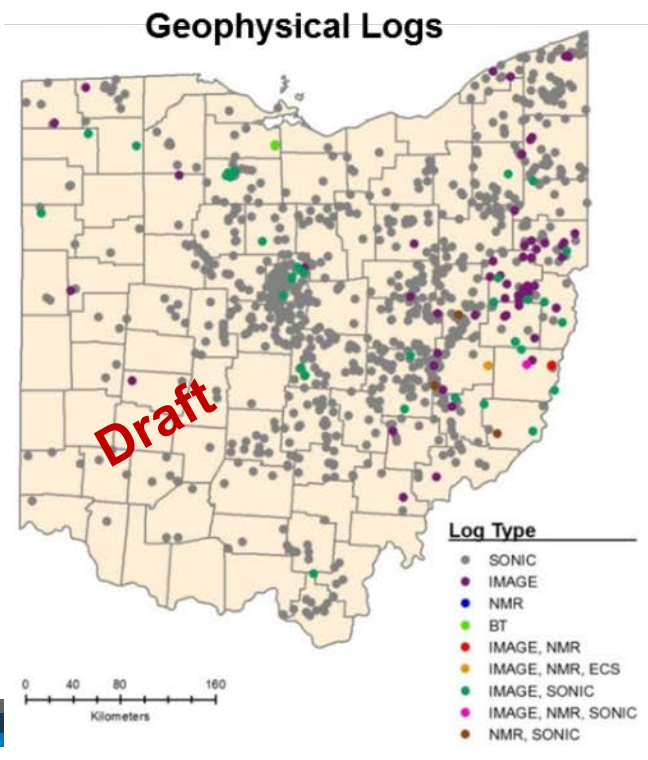 Geophysical Logs
Draft
Log Type
SONIC
IMAGE
NMR
BT
IMAGE, NMR
IMAGE, NMR, ECS
IMAGE, SONIC
IMAGE, NMR, SONIC
NMR, SONIC
0 40 80 160
Kilometers